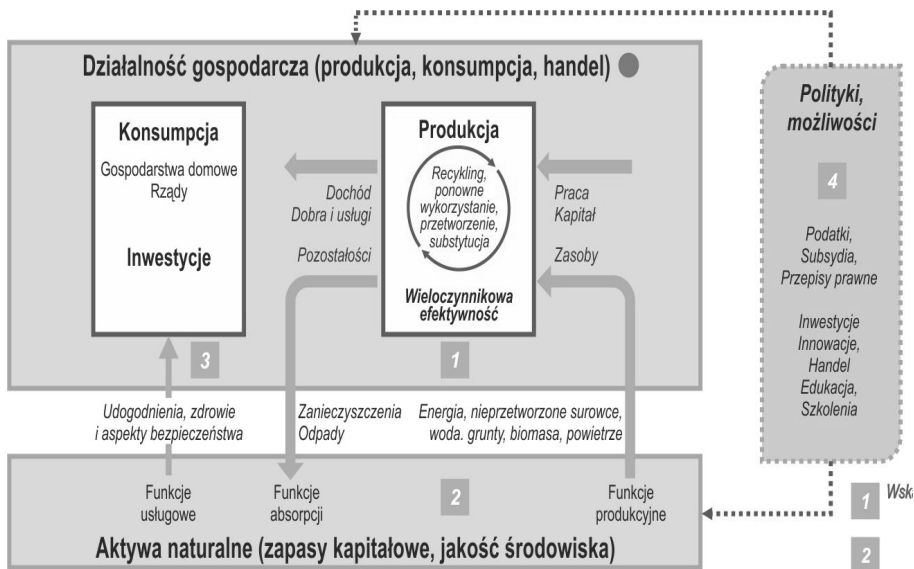 Działalność gospodarcza (produkcja, konsumpcja, handel)
Konsumpcja
Gospodarstwa domowe
Rządy
Inwestycje
Dochód
Dobra i usługi
Pozostałości
Produkcja
Recykling,
ponowne
wykorzystanie,
przetworzenie,
substytucja
Wieloczynnikowa
efektywność
Praca
Kapitał
Zasoby
3
1
Udogodnienia, zdrowie
i aspekty bezpieczeństwa
Zanieczyszczenia
Odpady
Energia, nieprzetworzone surowce,
woda. grunty, biomasa, powietrze
Funkcje
usługowe
Funkcje
absorpcji
2
Funkcje
produkcyjne
Aktywa naturalne (zapasy kapitałowe, jakość środowiska)
Polityki,
możliwości
4
Podatki,
Subsydia,
Przepisy prawne
Inwestycje
Innowacje,
Handel
Edukacja,
Szkolenia
1
2